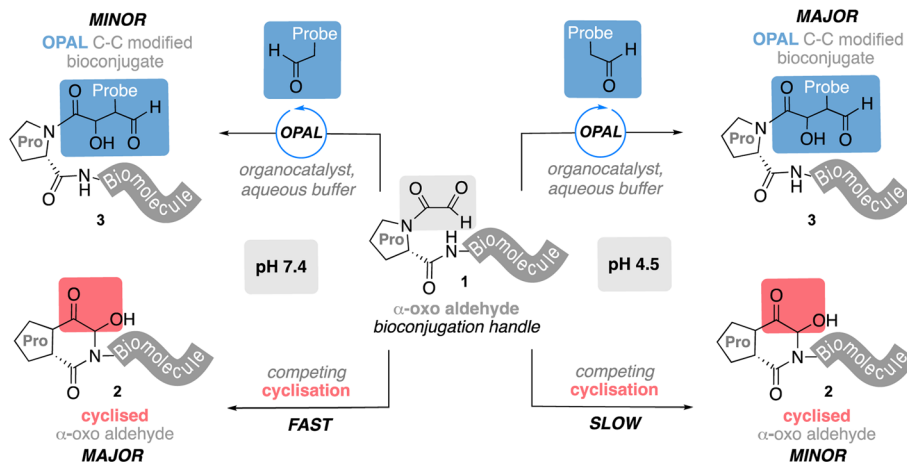 MINOR
OPAL C-C modified
bioconjugate
Probe
O
H
N
OH
O
Pro
O
N
H
Biomolecule
3
Probe
H
O
OPAL
organocatalyst,
aqueous buffer
Probe
H
O
OPAL
organocatalyst,
aqueous buffer
MAJOR
OPAL C-C modified
bioconjugate
Probe
O
H
N
OH
O
Pro
O
N
H
Biomolecule
3
O
O
N
H
Pro
H
N
O
Biomolecule
1
α-oxo aldehyde
bioconjugation handle
pH 7.4
pH 4.5
O
OH
Pro
N
O
Biomolecule
2
cyclised
α-oxo aldehyde
MAJOR
competing
cyclisation
FAST
competing
cyclisation
SLOW
O
OH
Pro
N
O
Biomolecule
2
cyclised
α-oxo aldehyde
MINOR